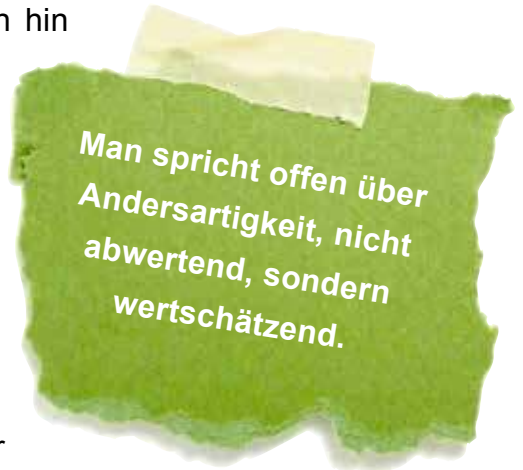 hin
Man spricht offen über
Andersartigkeit, nicht
abwertend, sondern
wertschätzend.